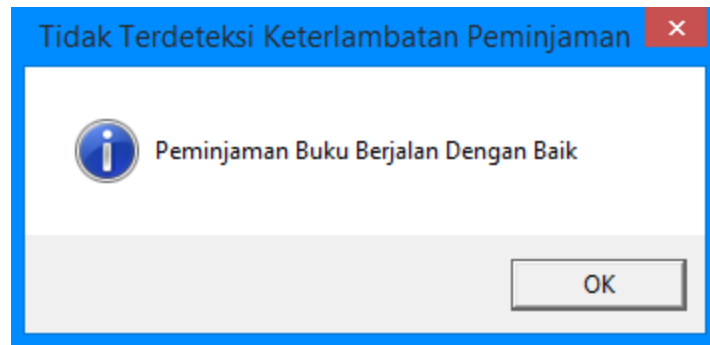 Tidak Terdeteksi Keterlambatan Peminjaman
Peminjaman Buku Berjalan Dengan Baik
OK